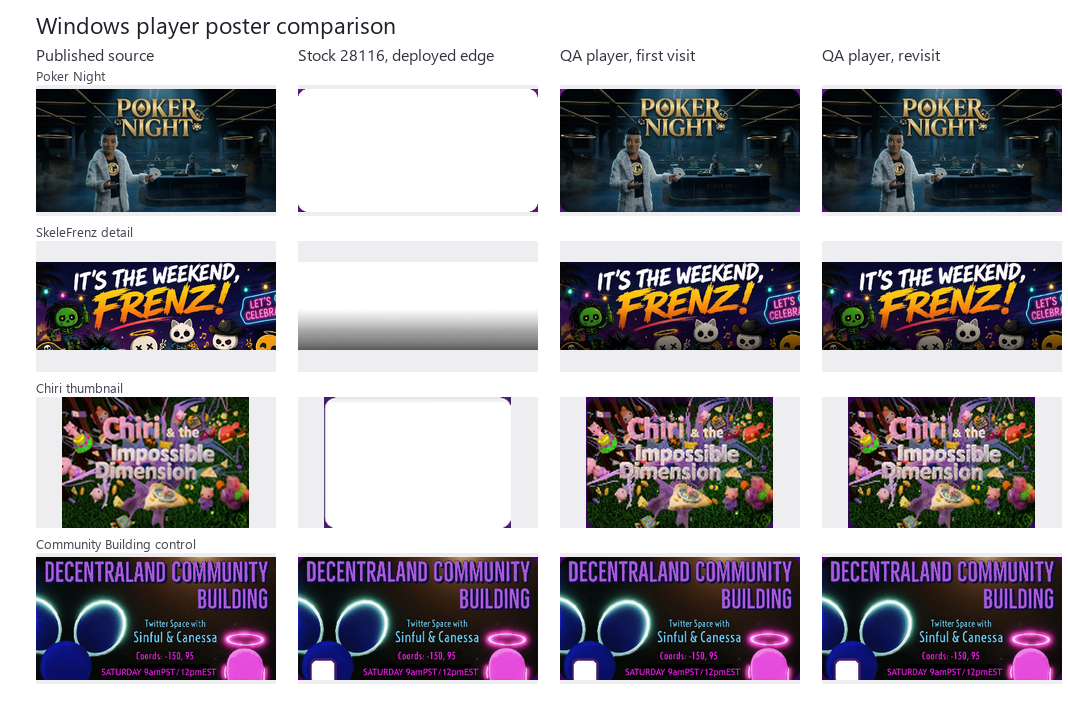 Windows player poster comparison
Published source
Stock 28116, deployed edge
QA player, first visit
QA player, revisit
Poker Night
POKER
NIGHT
POKER
NIGHT
POKER
NIGHT
SkeleFrenz detail
IT'S THE WEEKEND,
FRENZ!
LET'S
CELEBRA
IT'S THE WEEKEND,
FRENZ!
LET'S
CELEBRA
IT'S THE WEEKEND,
FRENZ!
LET'S
CELEBRA
Chiri thumbnail
Chiri & the
Impossible
Dimension
Chiri & the
Impossible
Dimension
Chiri & the
Impossible
Dimension
Community Building control
DECENTRALAND COMMUNITY
BUILDING
Twitter Space with
Sinful & Canessa
Coords: -150, 95
SATURDAY 9amPST/12pmEST
DECENTRALAND COMMUNITY
BUILDING
Twitter Space with
Sinful & Canessa
Coords: -150, 95
SATURDAY 9amPST/12pmEST
DECENTRALAND COMMUNITY
BUILDING
Twitter Space with
Sinful & Canessa
Coords: -150, 95
SATURDAY 9amPST/12pmEST
DECENTRALAND COMMUNITY
BUILDING
Twitter Space with
Sinful & Canessa
Coords: -150, 95
SATURDAY 9amPST/12pmEST